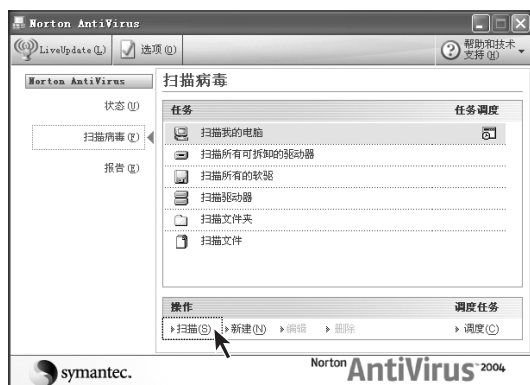 Norton AntiVirus
LiveUpdate(L) 选项(O) 帮助和技术支持(H)
Norton AntiVirus
状态(U)
扫描病毒(F)
报告(R)
扫描病毒
任务 任务调度
扫描我的电脑
扫描所有可拆卸的驱动器
扫描所有的软驱
扫描驱动器
扫描文件夹
扫描文件
操作 调度任务
扫描(S) 新建(N) 编辑 删除 调度(C)
symantec. Norton AntiVirus 2004